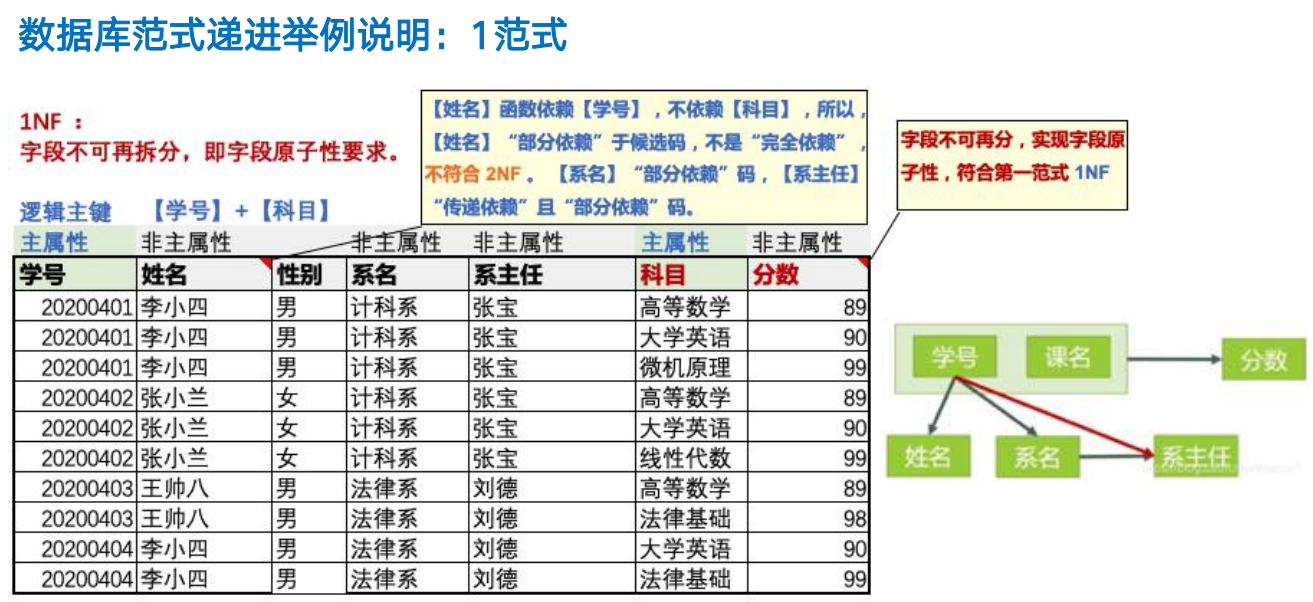 数据库范式递进举例说明：1范式
1NF ：
字段不可再拆分，即字段原子性要求。
【姓名】函数依赖【学号】，不依赖【科目】，所以，
【姓名】“部分依赖”于候选码，不是“完全依赖”，
不符合 2NF 。 【系名】“部分依赖”码，【系主任】
“传递依赖”且“部分依赖”码。
字段不可再分，实现字段原
子性，符合第一范式 1NF
逻辑主键 【学号】+【科目】
主属性 非主属性 非主属性 非主属性 主属性 非主属性
学号 姓名 性别 系名 系主任 科目 分数
20200401 李小四 男 计科系 张宝 高等数学 89
20200401 李小四 男 计科系 张宝 大学英语 90
20200401 李小四 男 计科系 张宝 微机原理 99
20200402 张小兰 女 计科系 张宝 高等数学 89
20200402 张小兰 女 计科系 张宝 大学英语 90
20200402 张小兰 女 计科系 张宝 线性代数 99
20200403 王帅八 男 法律系 刘德 高等数学 89
20200403 王帅八 男 法律系 刘德 法律基础 98
20200404 李小四 男 法律系 刘德 大学英语 90
20200404 李小四 男 法律系 刘德 法律基础 99
学号 课名 分数
姓名 系名 系主任